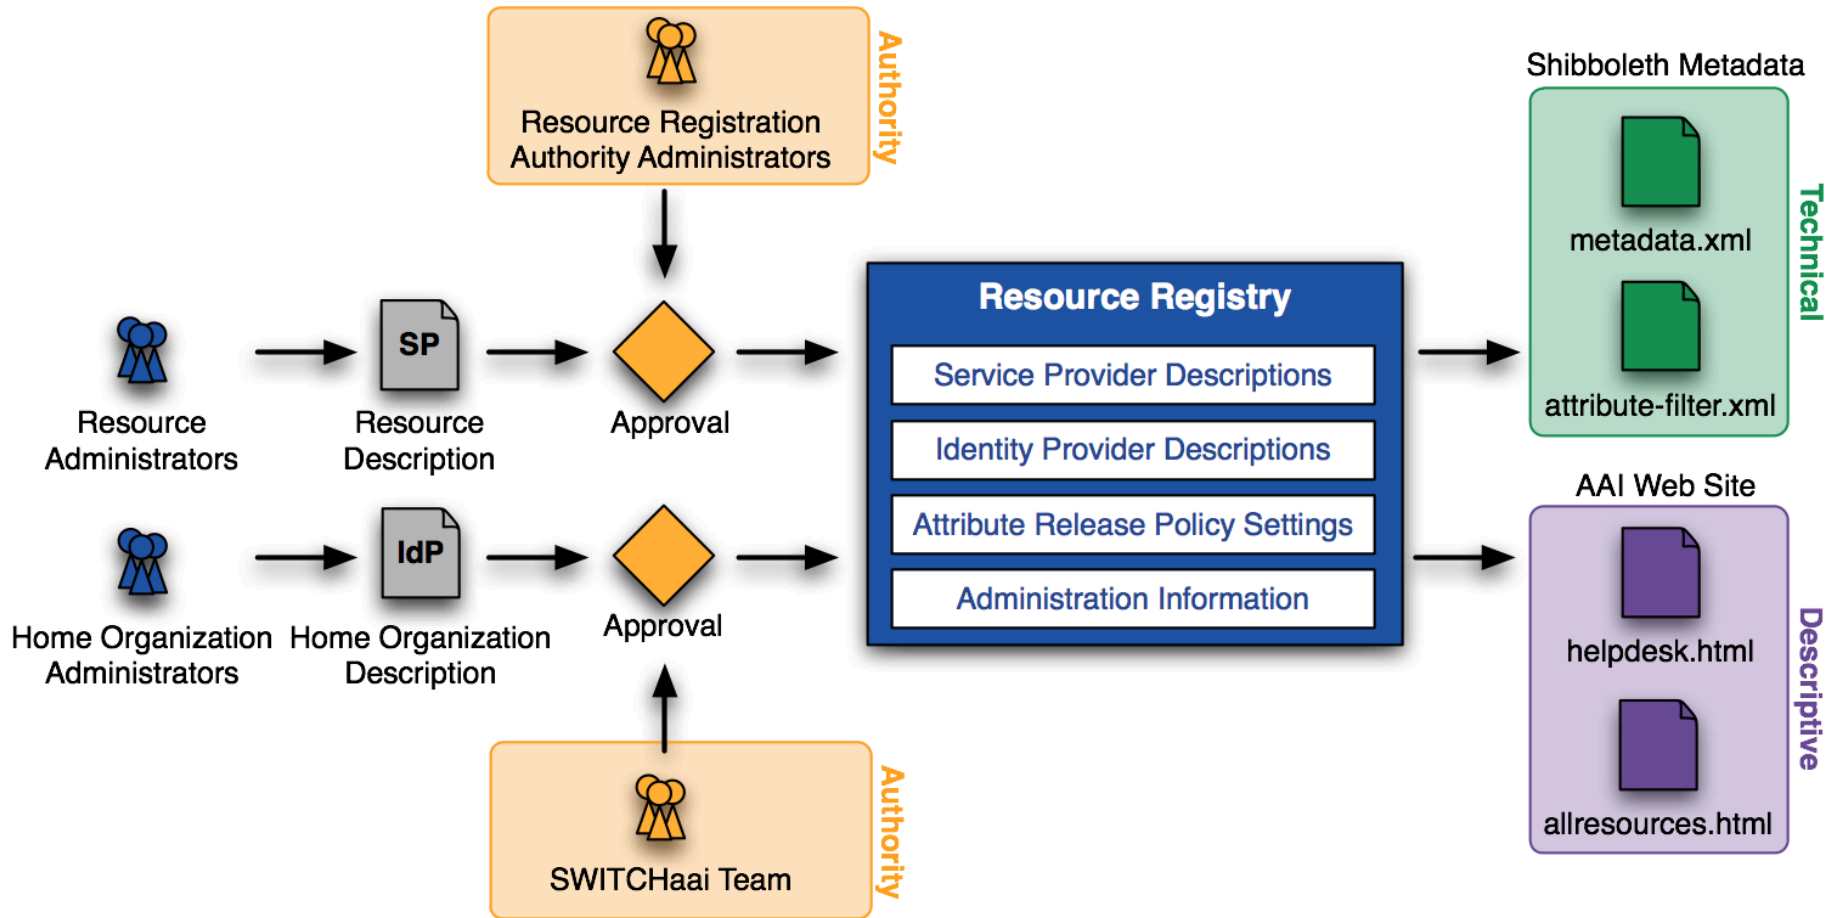 Authority
Resource Registration
Authority Administrators
Shibboleth Metadata
metadata.xml
attribute-filter.xml
Technical
SP
Resource
Administrators
Resource
Description
Approval
Resource Registry
Service Provider Descriptions
Identity Provider Descriptions
Attribute Release Policy Settings
Administration Information
IdP
Home Organization
Administrators
Home Organization
Description
Approval
AAI Web Site
helpdesk.html
allresources.html
Descriptive
SWITCHaai Team
Authority